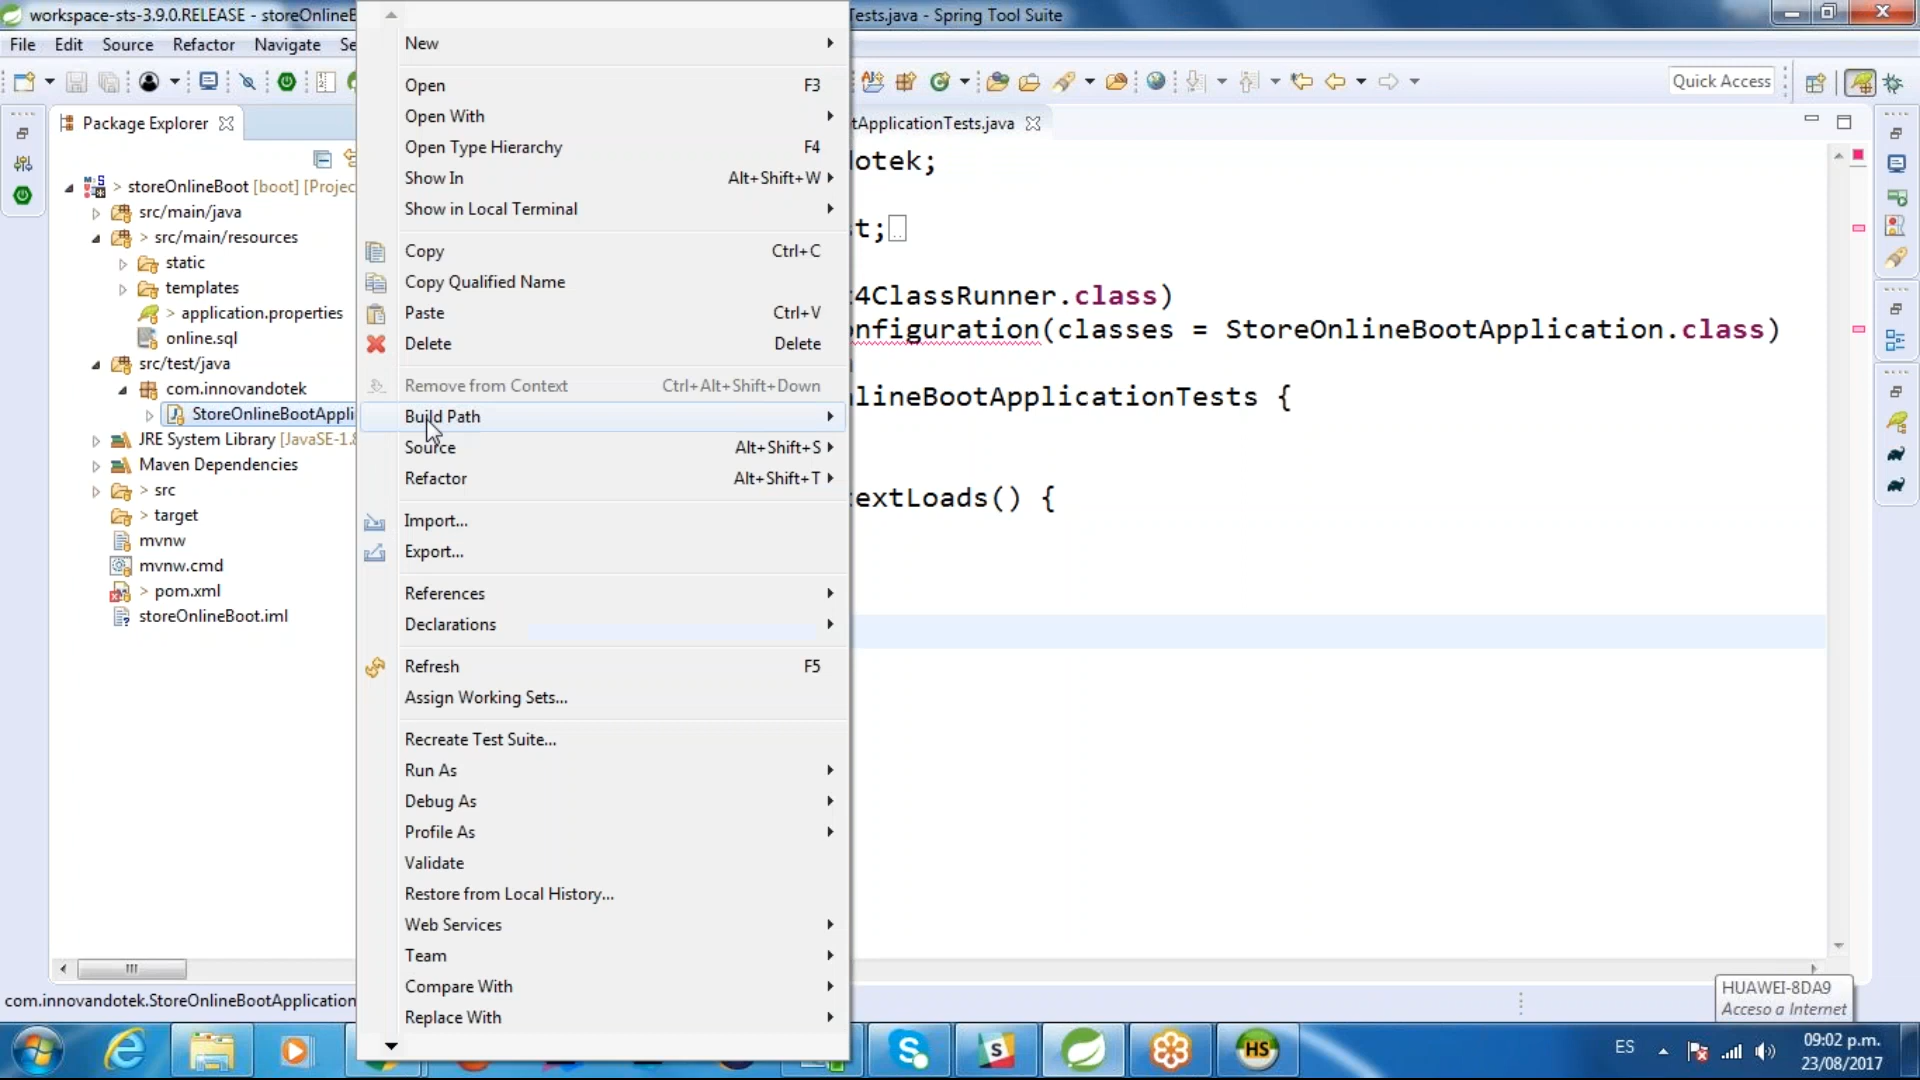 workspace-sts-3.9.0.RELEASE - storeOnlineB
Tests.java - Spring Tool Suite
File Edit Source Refactor Navigate Se
Quick Access
Package Explorer
tApplicationTests.java
storeOnlineBoot [boot] [Projec
src/main/java
> src/main/resources
static
templates
> application.properties
online.sql
src/test/java
com.innovandotek
StoreOnlineBootAppli
JRE System Library [JavaSE-1.8
Maven Dependencies
> src
> target
mvnw
mvnw.cmd
> pom.xml
storeOnlineBoot.iml
New
Open F3
Open With
Open Type Hierarchy F4
Show In Alt+Shift+W
Show in Local Terminal
Copy Ctrl+C
Copy Qualified Name
Paste Ctrl+V
Delete Delete
Remove from Context Ctrl+Alt+Shift+Down
Build Path
Source Alt+Shift+S
Refactor Alt+Shift+T
Import...
Export...
References
Declarations
Refresh F5
Assign Working Sets...
Recreate Test Suite...
Run As
Debug As
Profile As
Validate
Restore from Local History...
Web Services
Team
Compare With
Replace With
otek;
t;
4ClassRunner.class)
nfiguration(classes = StoreOnlineBootApplication.class)
lineBootApplicationTests {
extLoads() {
com.innovandotek.StoreOnlineBootApplication
HUAWEI-8DA9
Acceso a Internet
S
S
HS
ES
09:02 p.m.
23/08/2017